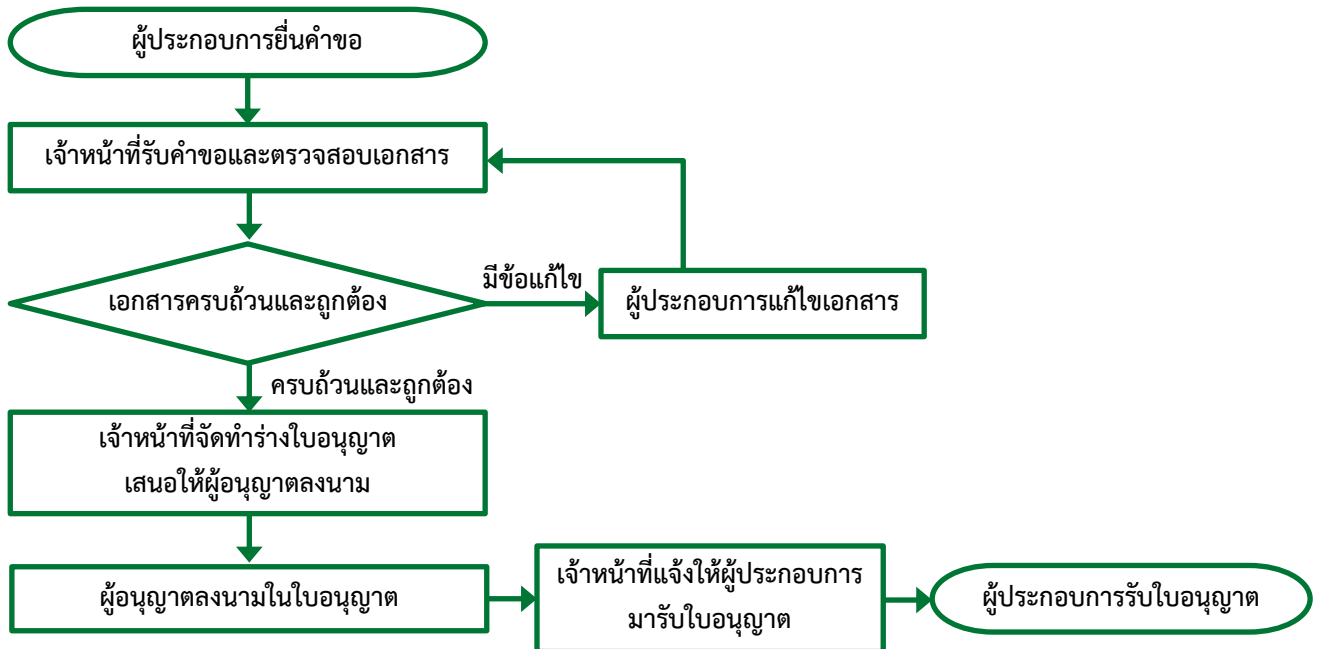 ผู้ประกอบการยื่นคำขอ
เจ้าหน้าที่รับคำขอและตรวจสอบเอกสาร
เอกสารครบถ้วนและถูกต้อง
มีข้อแก้ไข
ผู้ประกอบการแก้ไขเอกสาร
ครบถ้วนและถูกต้อง
เจ้าหน้าที่จัดทำร่างใบอนุญาต
เสนอให้ผู้อนุญาตลงนาม
ผู้อนุญาตลงนามในใบอนุญาต
เจ้าหน้าที่แจ้งให้ผู้ประกอบการ
มารับใบอนุญาต
ผู้ประกอบการรับใบอนุญาต